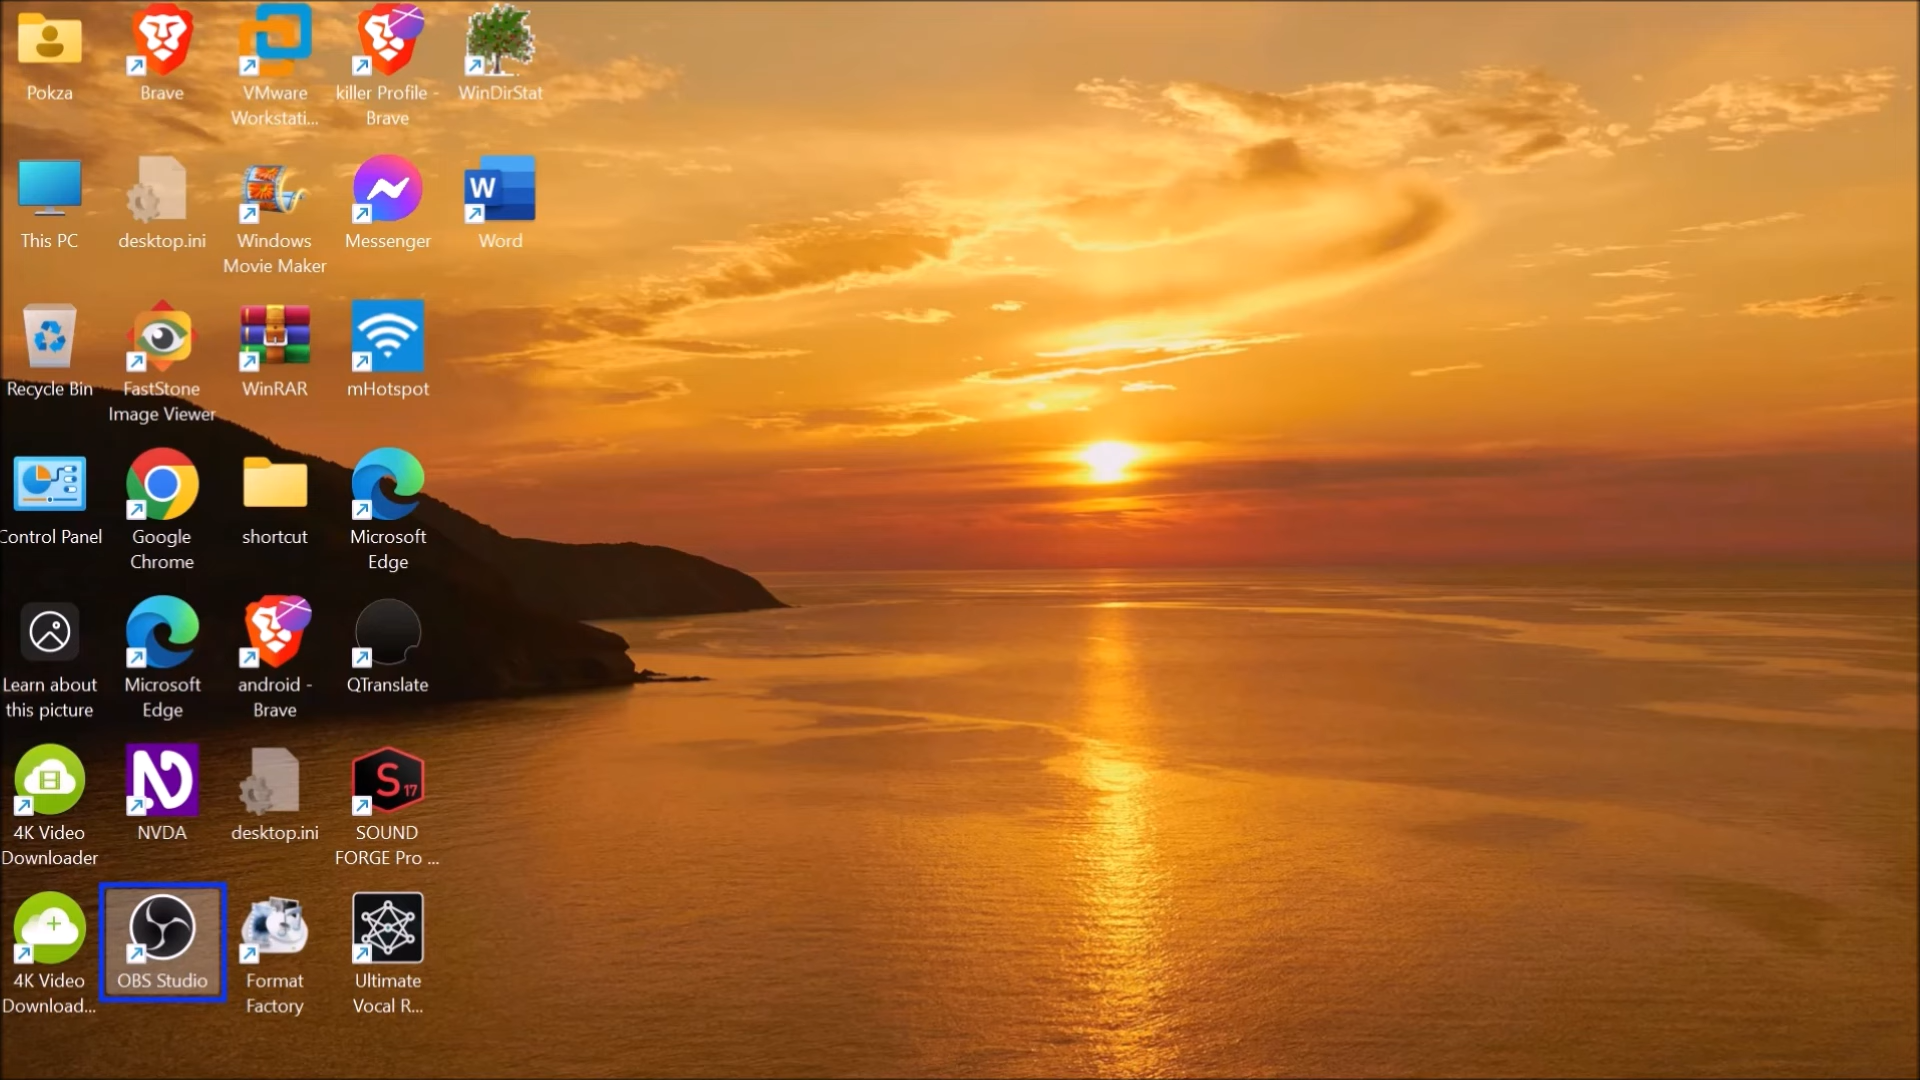 Pokza
Brave
VMware
Workstati...
killer Profile -
Brave
WinDirStat
This PC
desktop.ini
Windows
Movie Maker
Messenger
W
Word
Recycle Bin
FastStone
Image Viewer
WinRAR
mHotspot
Control Panel
Google
Chrome
shortcut
Microsoft
Edge
Learn about
this picture
Microsoft
Edge
android -
Brave
QTranslate
4K Video
Downloader
NVDA
desktop.ini
S 17
SOUND
FORGE Pro ...
4K Video
Download...
OBS Studio
Format
Factory
Ultimate
Vocal R...